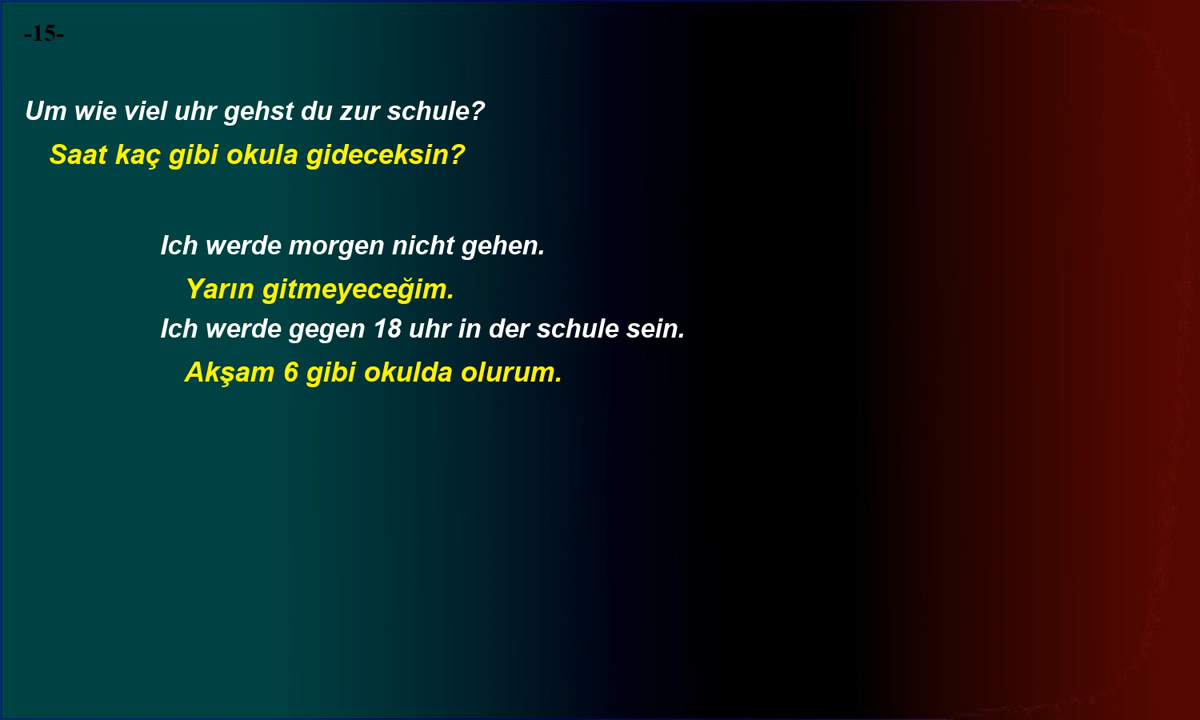 -15-
Um wie viel uhr gehst du zur schule?
Saat kaç gibi okula gideceksin?
Ich werde morgen nicht gehen.
Yarın gitmeyeceğim.
Ich werde gegen 18 uhr in der schule sein.
Akşam 6 gibi okulda olurum.